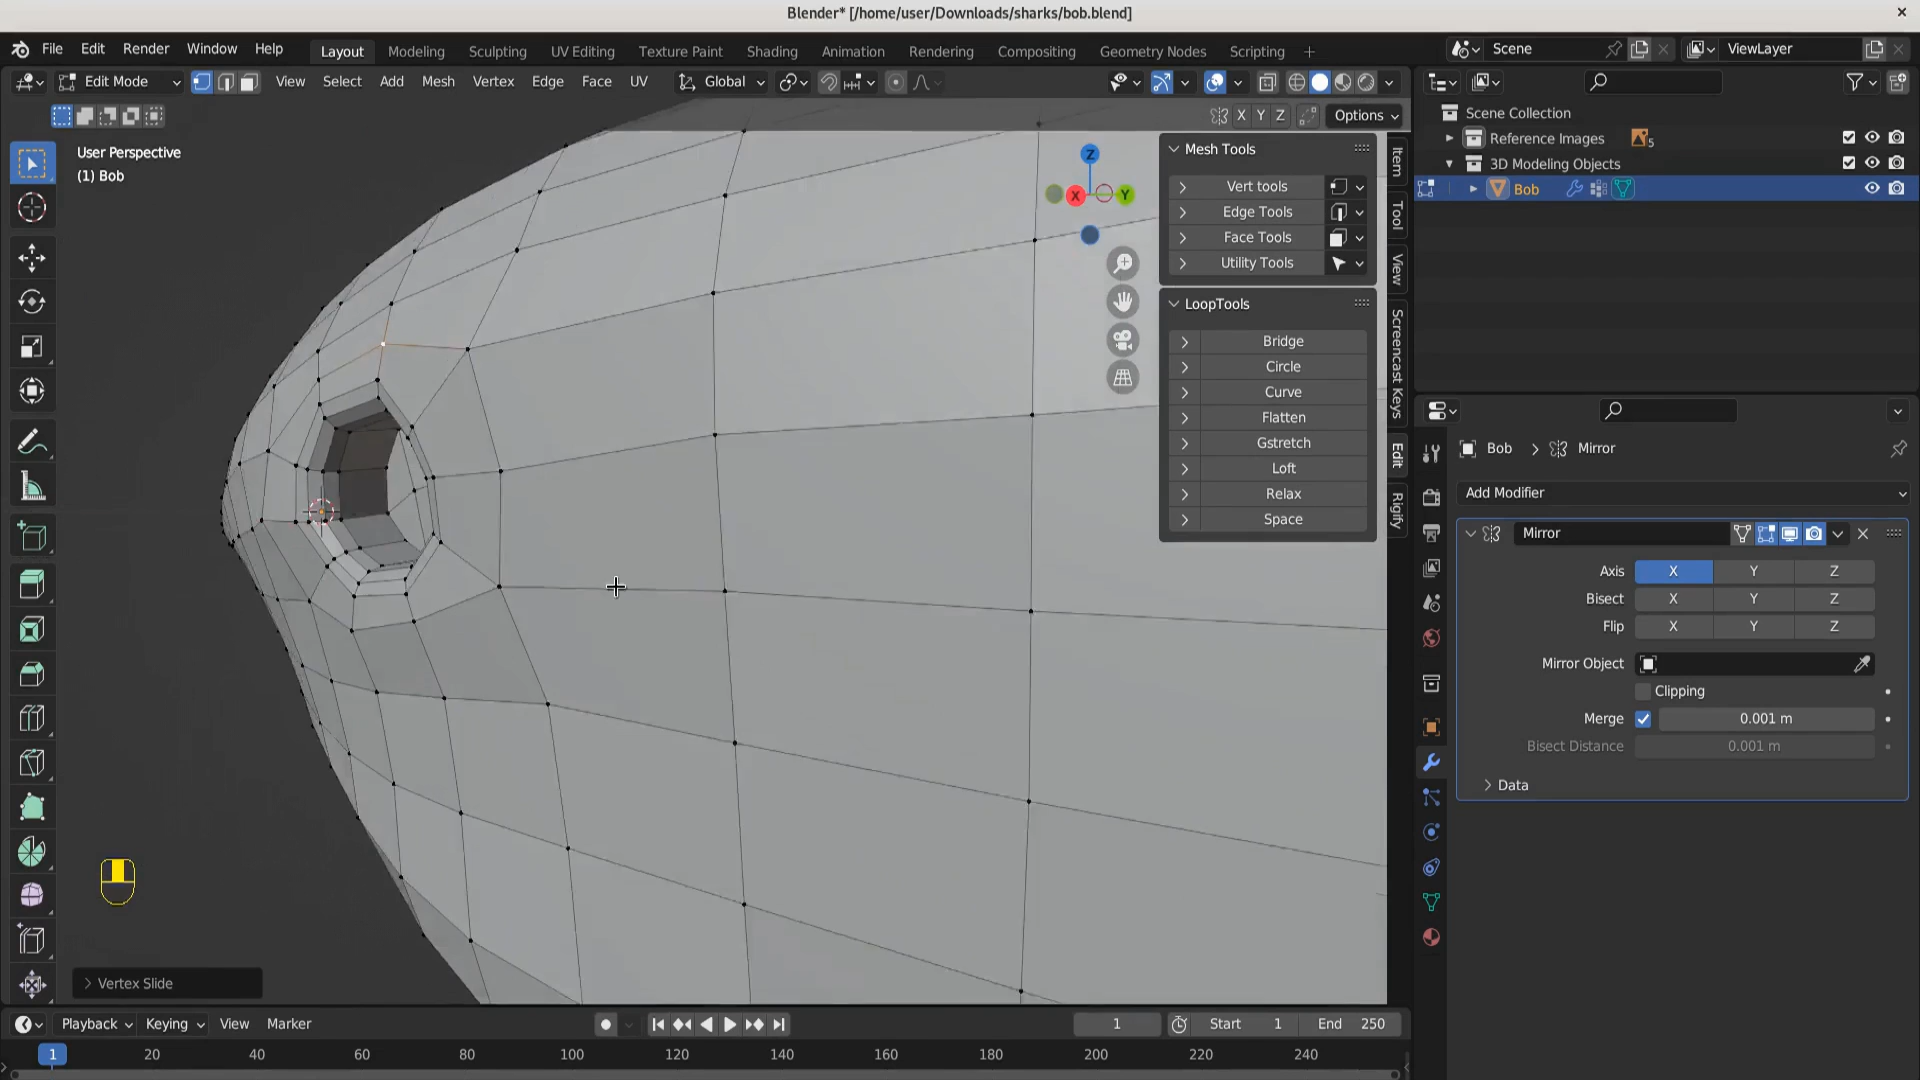 Blender* [/home/user/Downloads/sharks/bob.blend]
File Edit Render Window Help
Layout Modeling Sculpting UV Editing Texture Paint Shading Animation Rendering Compositing Geometry Nodes Scripting
Scene
ViewLayer
Edit Mode View Select Add Mesh Vertex Edge Face UV
Global
X Y Z Options
Scene Collection
Reference Images 5
3D Modeling Objects
Bob
User Perspective
(1) Bob
Z
X
Y
Mesh Tools
Vert tools
Edge Tools
Face Tools
Utility Tools
LoopTools
Bridge
Circle
Curve
Flatten
Gstretch
Loft
Relax
Space
Item
Tool
View
Screencast Keys
Edit
Rigify
Bob Mirror
Add Modifier
Mirror
Axis X Y Z
Bisect X Y Z
Flip X Y Z
Mirror Object
Clipping
Merge 0.001 m
Bisect Distance 0.001 m
Data
Vertex Slide
Playback Keying View Marker
1
Start 1
End 250
1 20 40 60 80 100 120 140 160 180 200 220 240